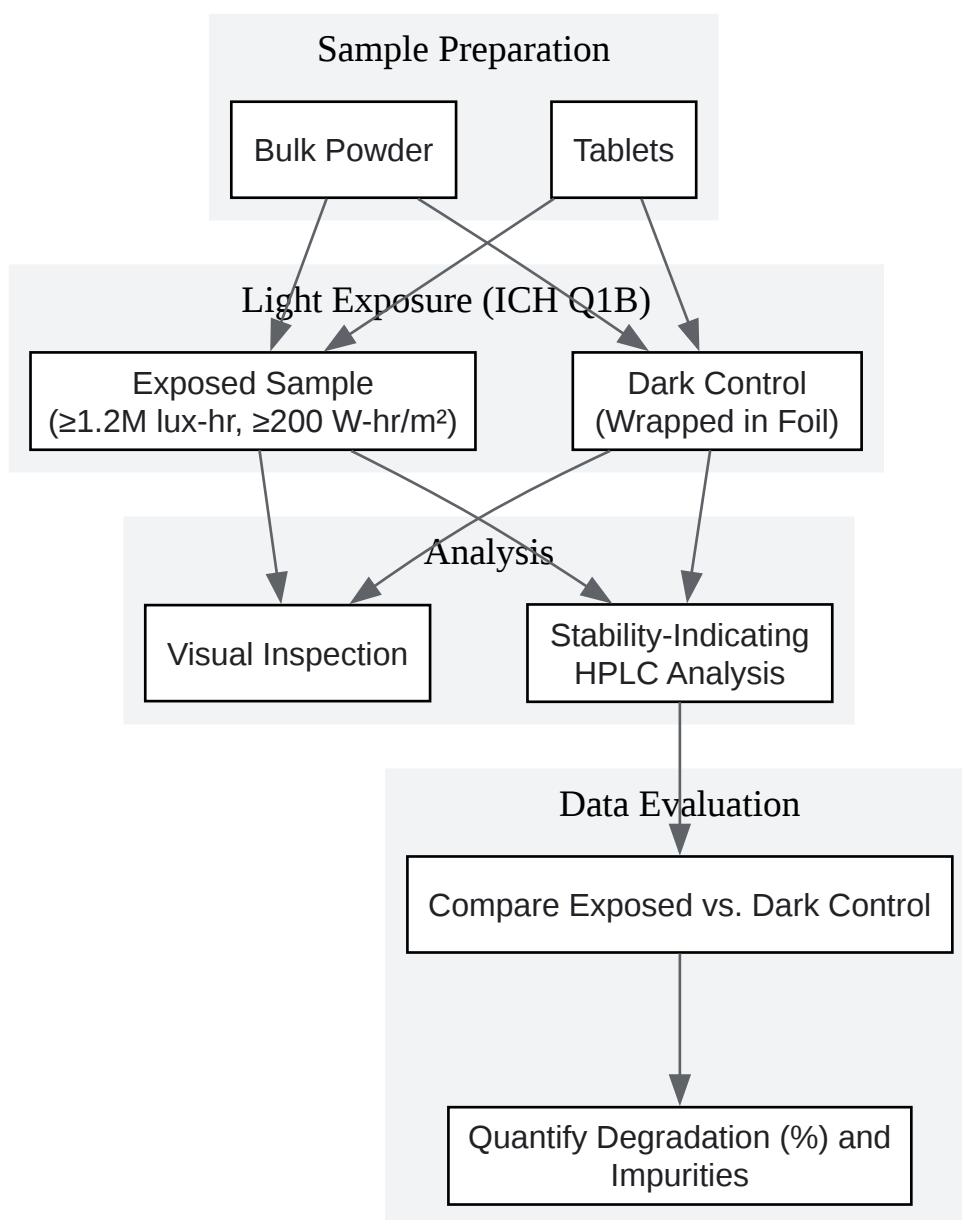 Sample Preparation
Bulk Powder
Tablets
Light Exposure (ICH Q1B)
Exposed Sample
(≥1.2M lux-hr, ≥200 W-hr/m²)
Dark Control
(Wrapped in Foil)
Analysis
Visual Inspection
Stability-Indicating
HPLC Analysis
Data Evaluation
Compare Exposed vs. Dark Control
Quantify Degradation (%) and
Impurities